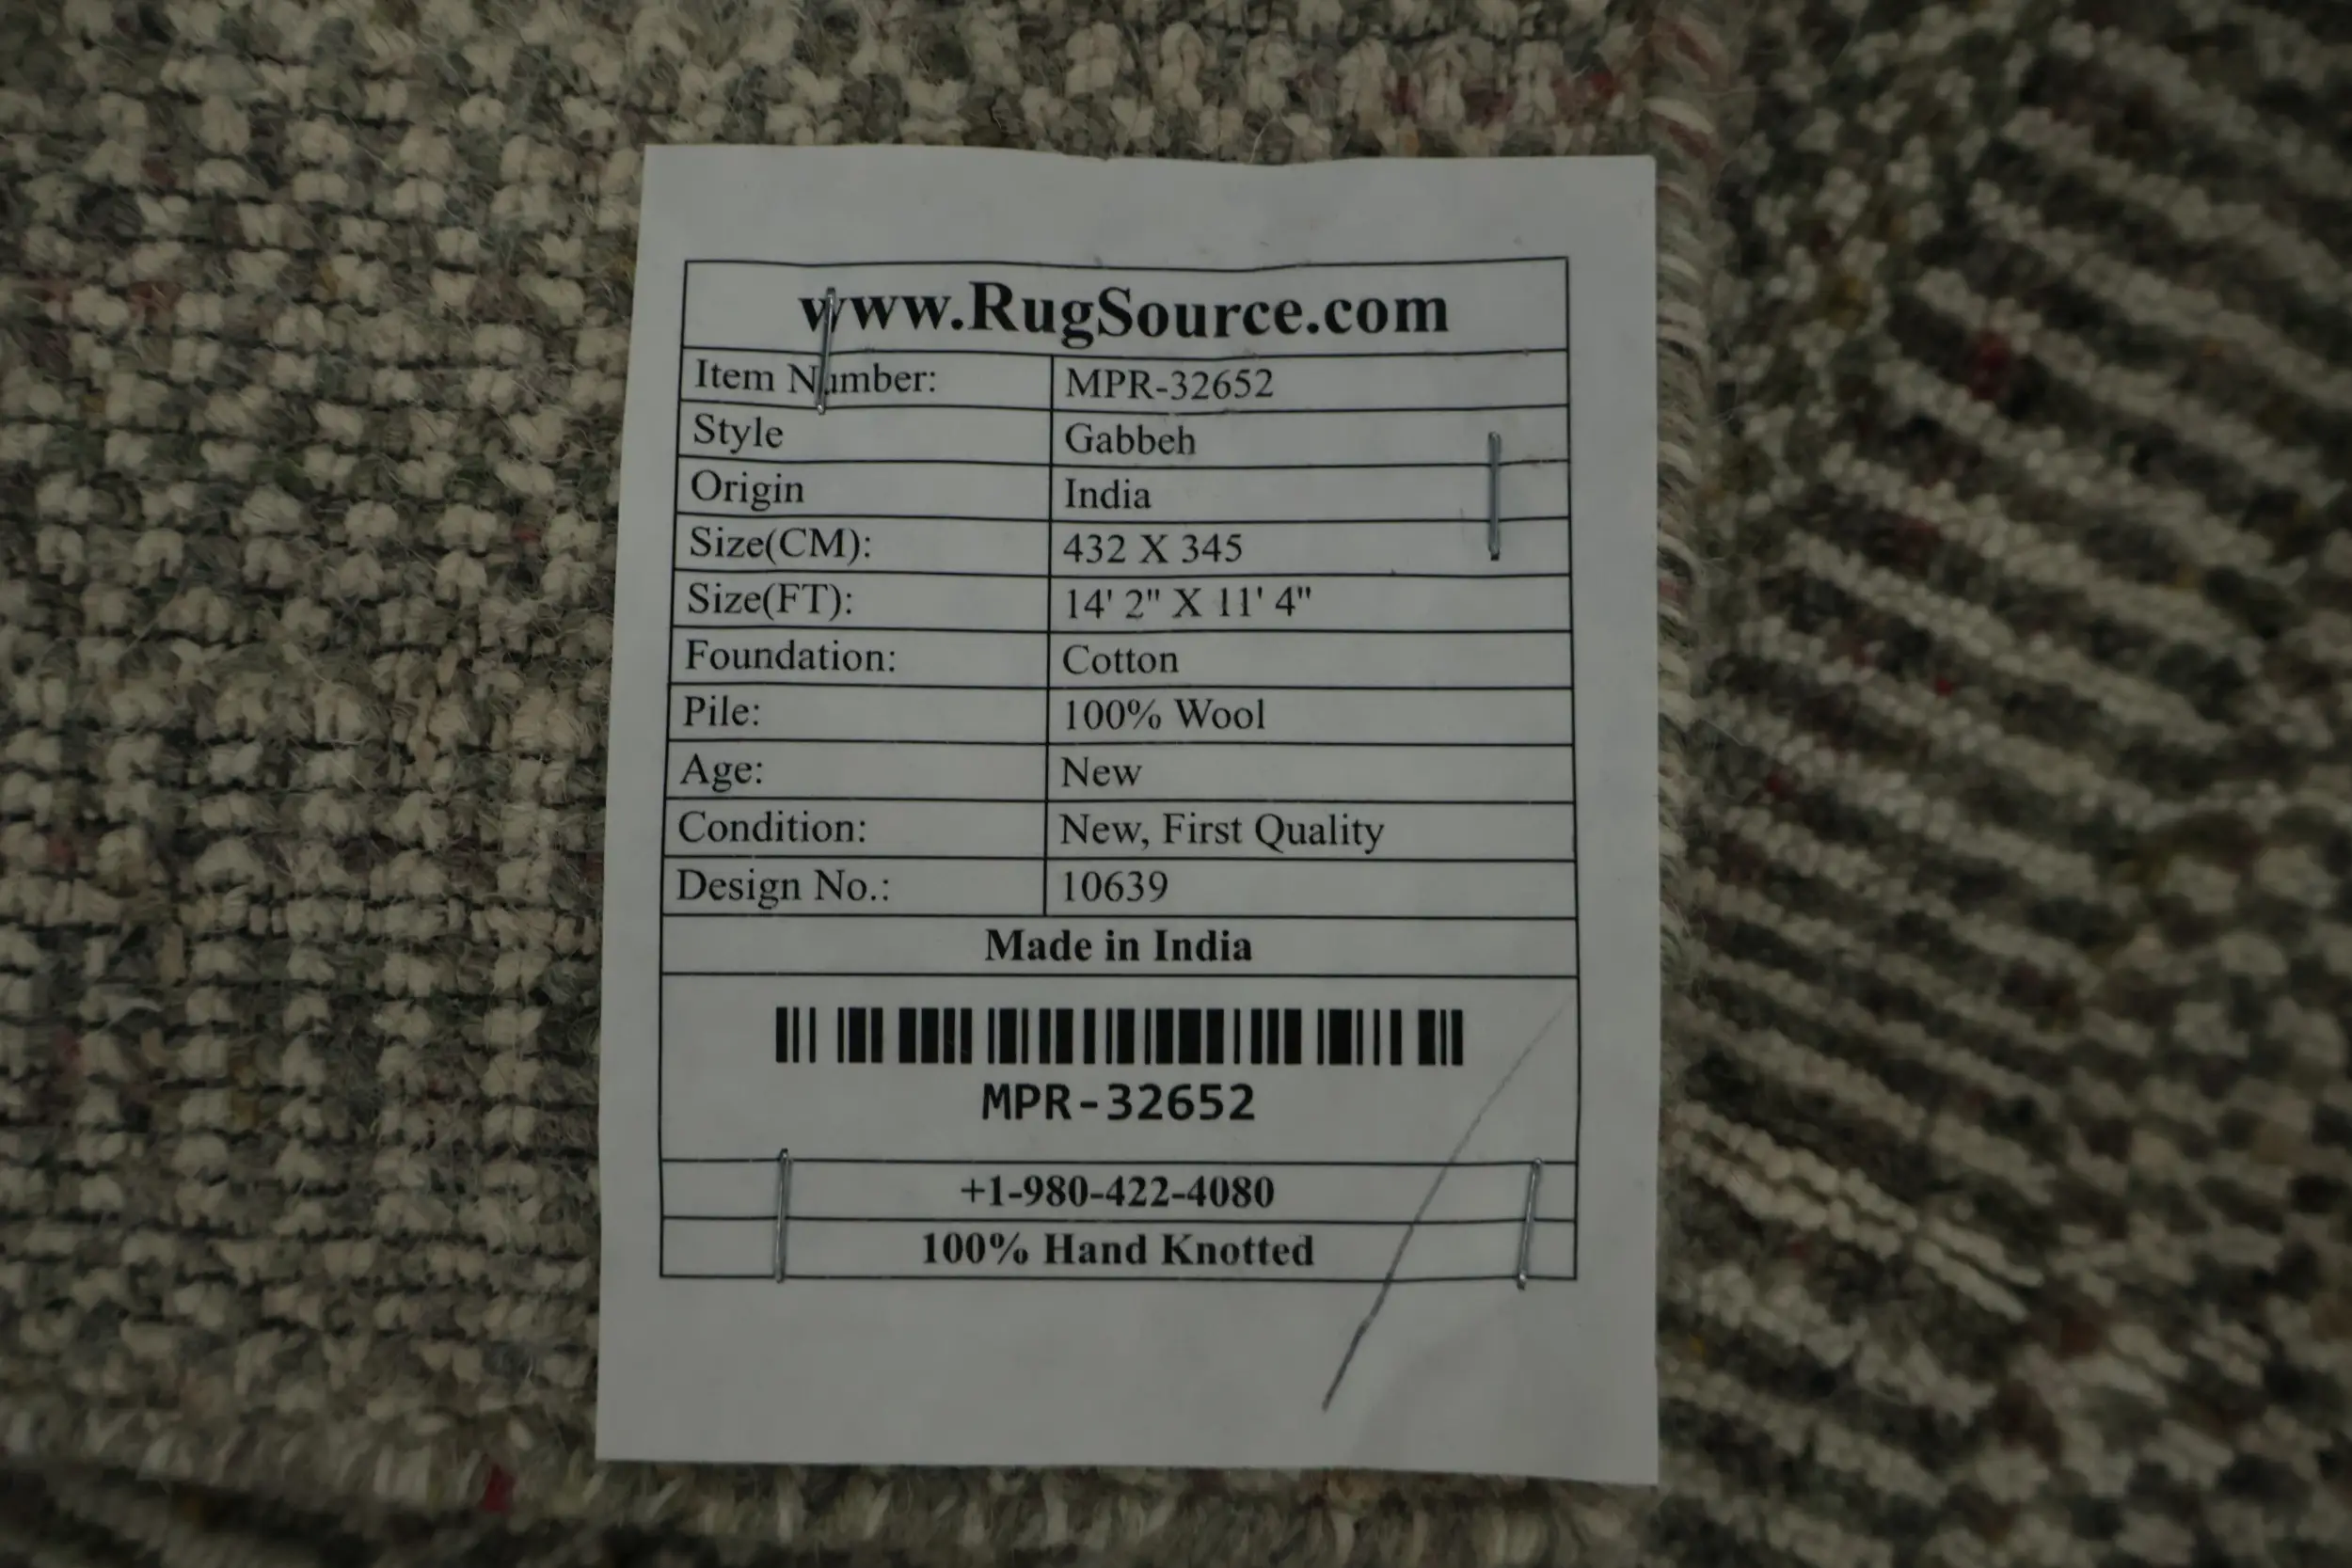 www.RugSource.com
Item Number: MPR-32652
Style Gabbeh
Origin India
Size(CM): 432 X 345
Size(FT): 14' 2" X 11' 4"
Foundation: Cotton
Pile: 100% Wool
Age: New
Condition: New, First Quality
Design No.: 10639
Made in India
MPR-32652
+1-980-422-4080
100% Hand Knotted